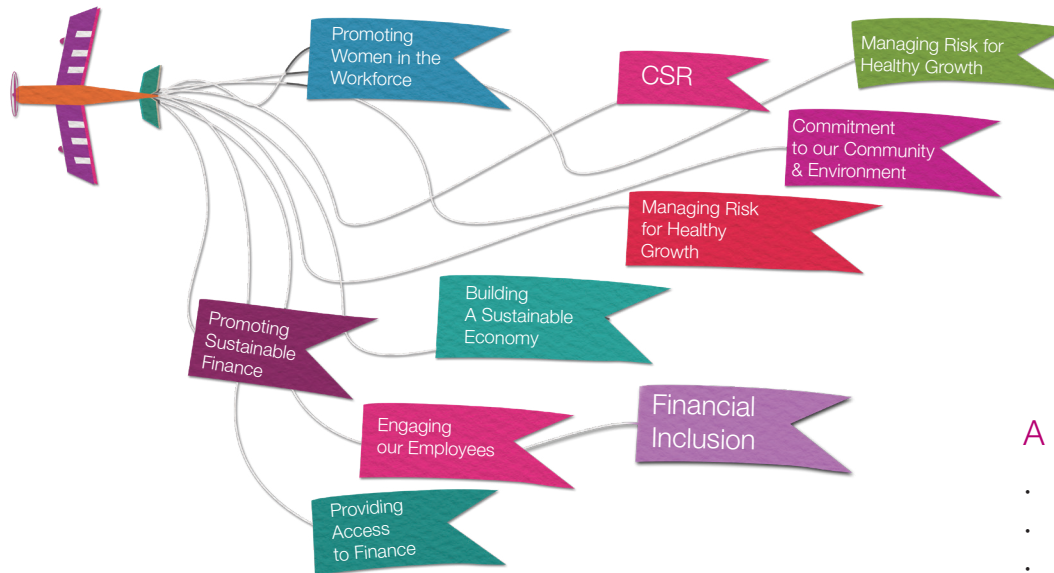 Promoting
Women in the
Workforce
CSR
Managing Risk for
Healthy Growth
Commitment
to our Community
& Environment
Managing Risk
for Healthy
Growth
Building
A Sustainable
Economy
Promoting
Sustainable
Finance
Financial
Inclusion
Engaging
our Employees
Providing
Access
to Finance
A
.
.
.